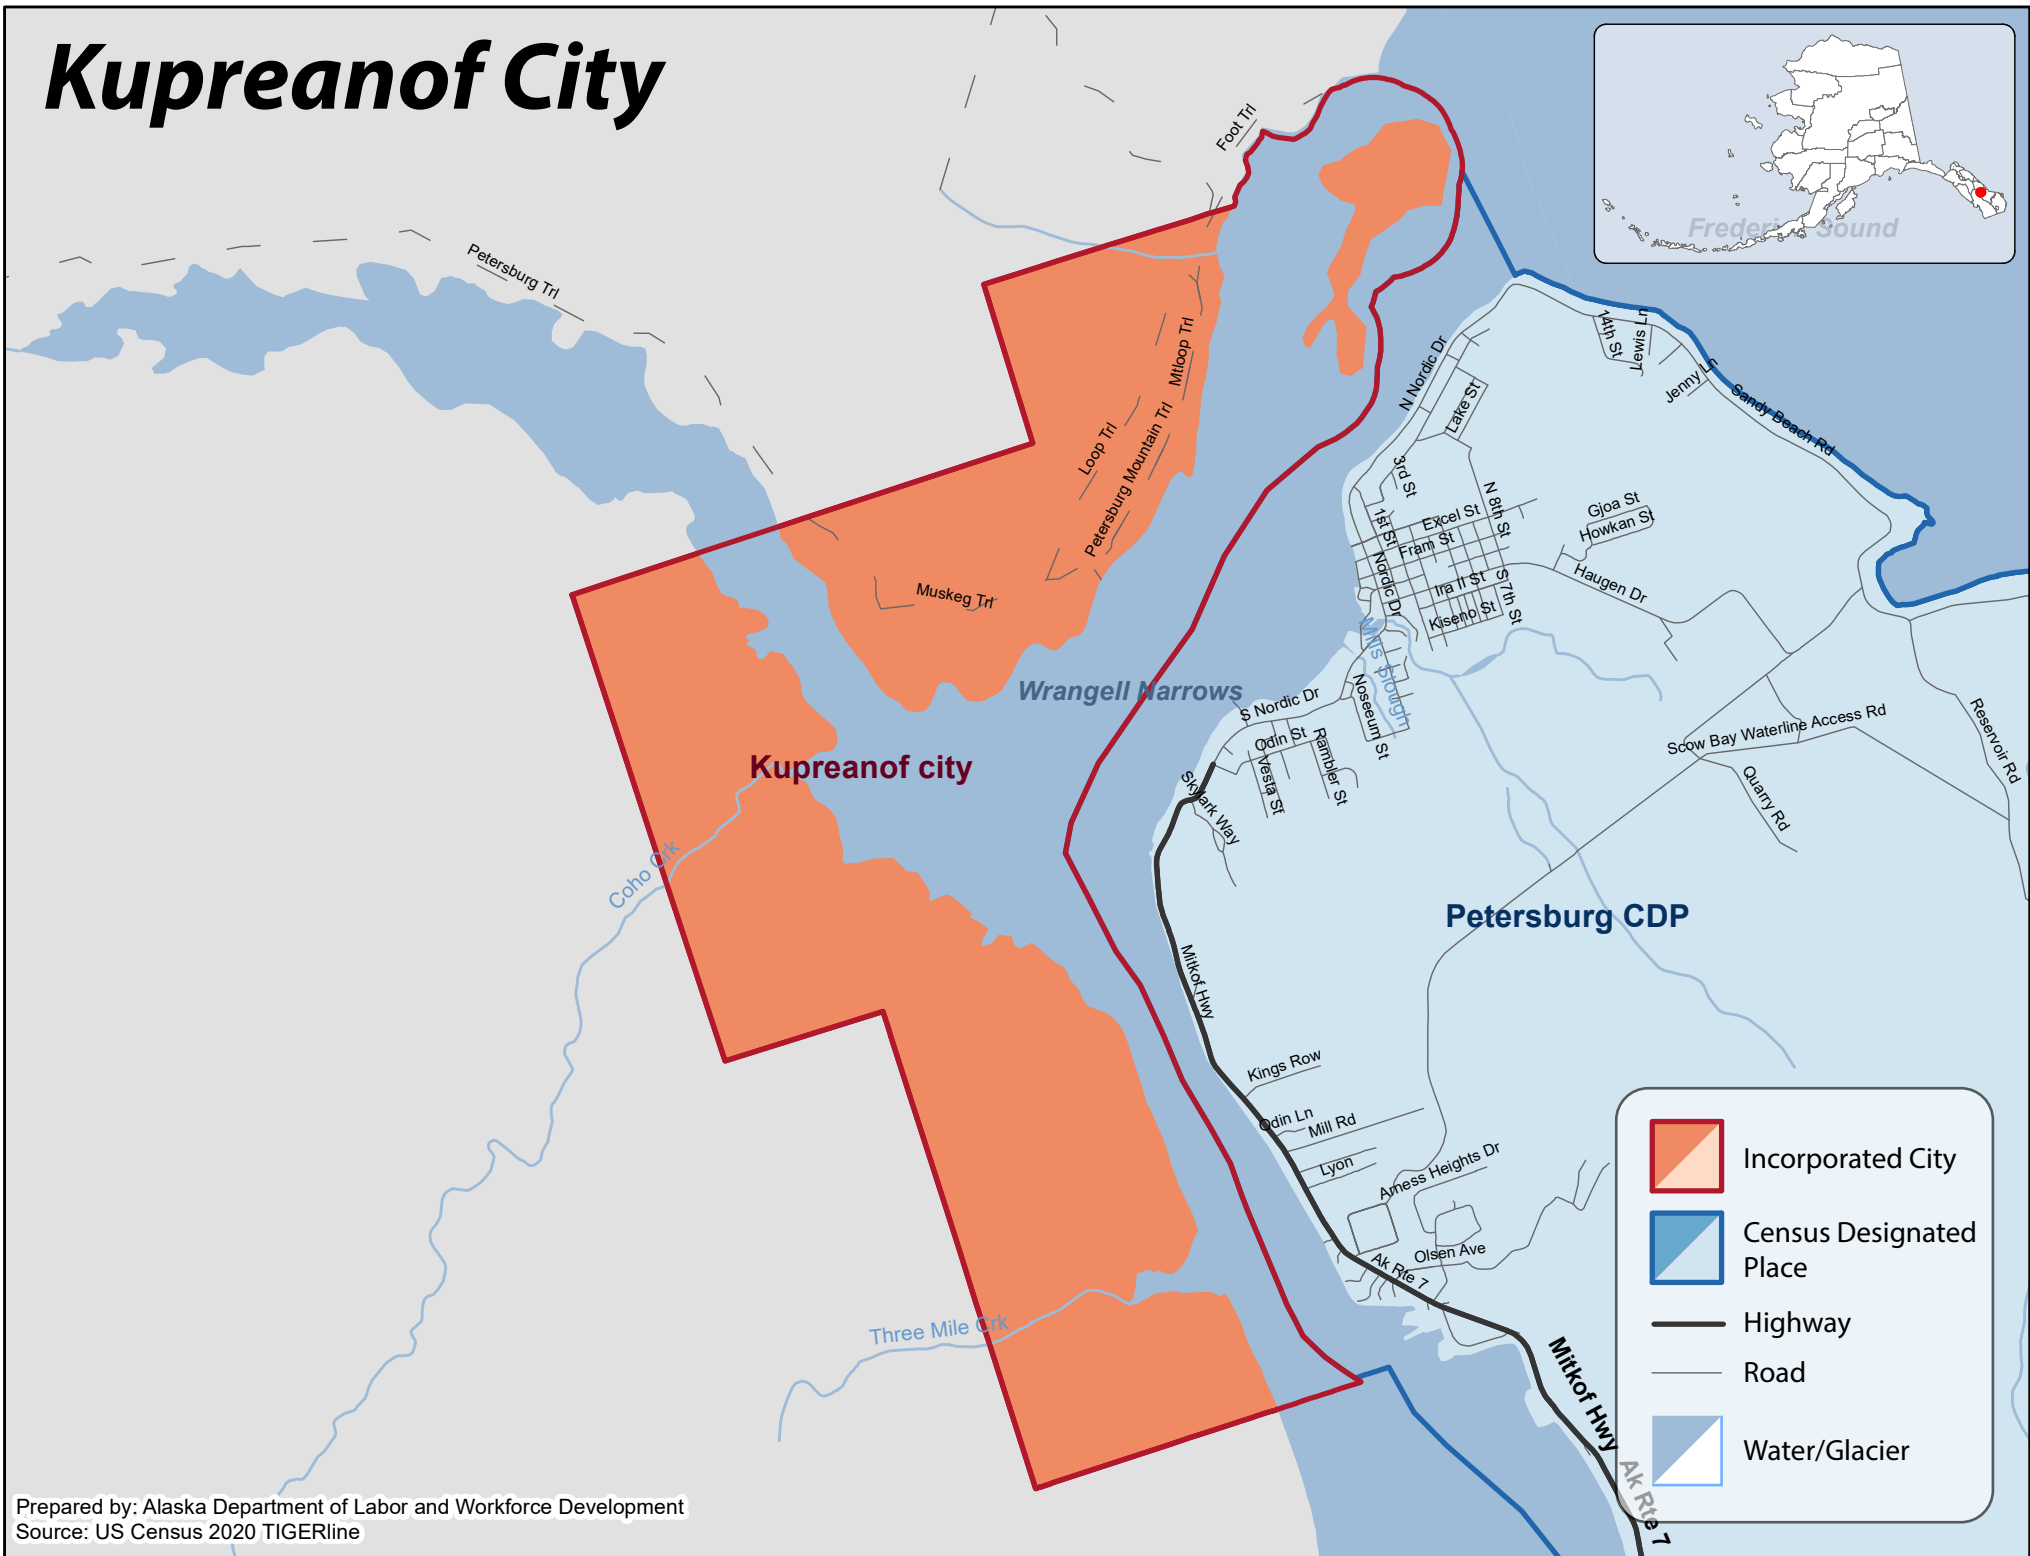 Kupreanof City
Foot Trl
Frederick Sound
Petersburg Trl
Mtloop Trl
Loop Trl
Petersburg Mountain Trl
Muskeg Trl
N Nordic Dr
Lake St
14th St
Lewis Ln
Jenny Ln
Sandy Beach Rd
3rd St
1st St
Excel St
Fram St
N 8th St
Gjoa St
Howkan St
Nordic Dr
Ira II St
Kiseno St
S 7th St
Haugen Dr
Mills Slough
Wrangell Narrows
S Nordic Dr
Noseeum St
Odin St
Vesta St
Rambler St
Skylark Way
Scow Bay Waterline Access Rd
Quarry Rd
Reservoir Rd
Kupreanof city
Coho Crk
Petersburg CDP
Mitkof Hwy
Kings Row
Odin Ln
Mill Rd
Lyon
Arness Heights Dr
Olsen Ave
Ak Rte 7
Three Mile Crk
Mitkof Hwy
Ak Rte 7
Incorporated City
Census Designated
Place
Highway
Road
Water/Glacier
Prepared by: Alaska Department of Labor and Workforce Development
Source: US Census 2020 TIGERline